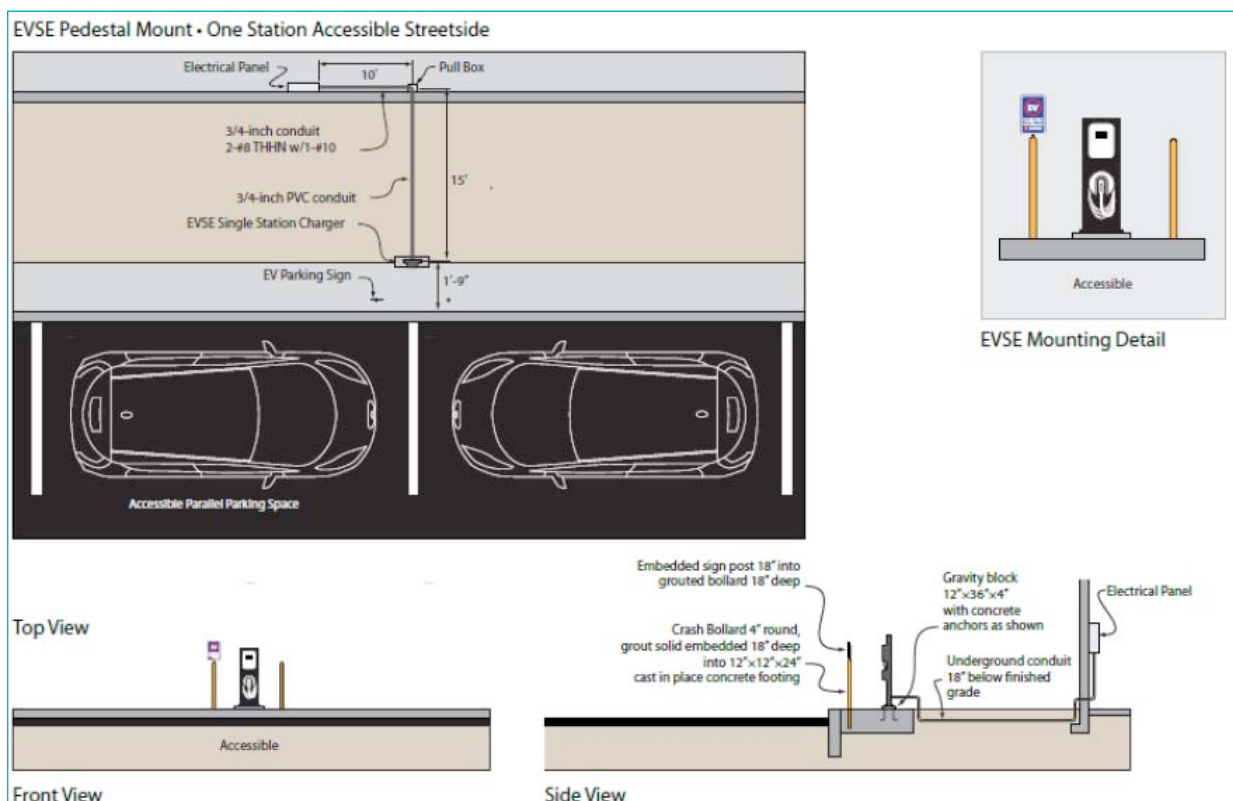 EVSE Pedestal Mount • One Station Accessible Streetside
Electrical Panel
10'
Pull Box
3/4-inch conduit
2-#8 THHN w/1-#10
15'
3/4-inch PVC conduit
EVSE Single Station Charger
EV Parking Sign
1'-9"
Accessible Parallel Parking Space
Top View
EV
Accessible
EVSE Mounting Detail
Accessible
Front View
Embedded sign post 18" into
grouted bollard 18" deep
Crash Bollard 4" round,
grout solid embedded 18" deep
into 12"×12"×24"
cast in place concrete footing
Gravity block
12"×36"×4"
with concrete
anchors as shown
Electrical Panel
Underground conduit
18" below finished
grade
Side View